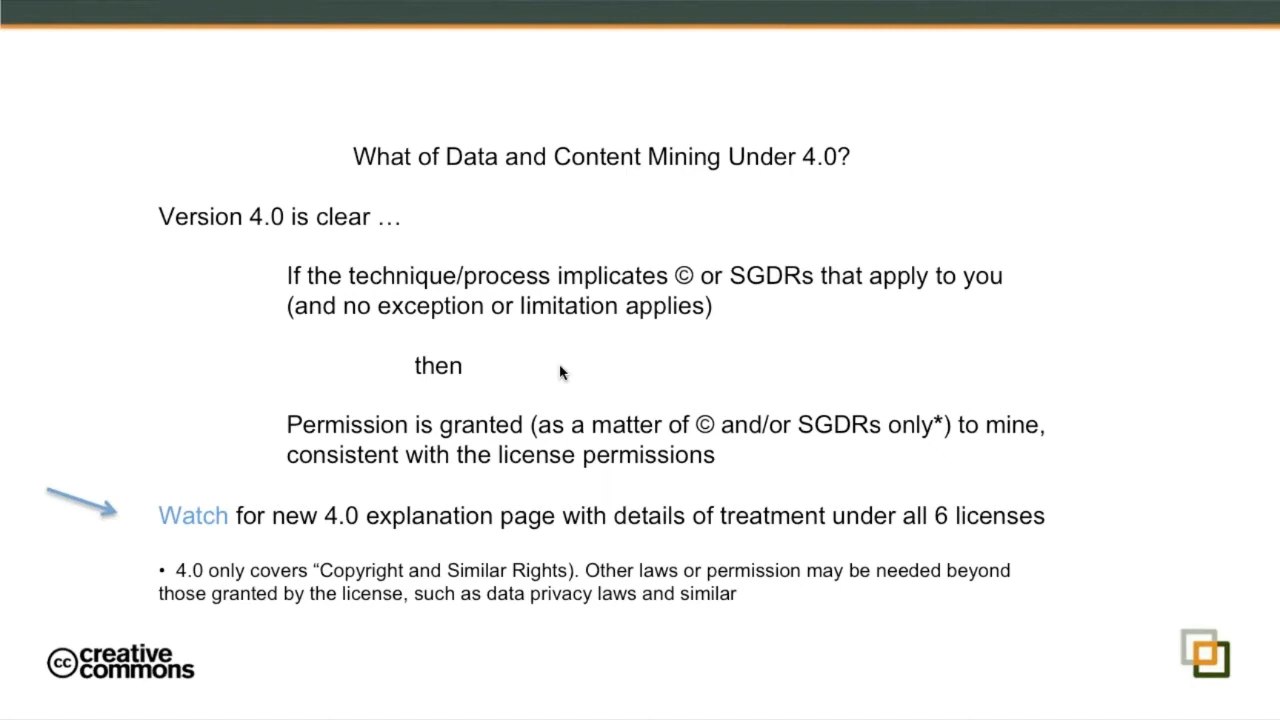 What of Data and Content Mining Under 4.0?
Version 4.0 is clear …
If the technique/process implicates © or SGDRs that apply to you
(and no exception or limitation applies)
then
Permission is granted (as a matter of © and/or SGDRs only*) to mine,
consistent with the license permissions
Watch for new 4.0 explanation page with details of treatment under all 6 licenses
• 4.0 only covers “Copyright and Similar Rights). Other laws or permission may be needed beyond
those granted by the license, such as data privacy laws and similar
cc creative
commons